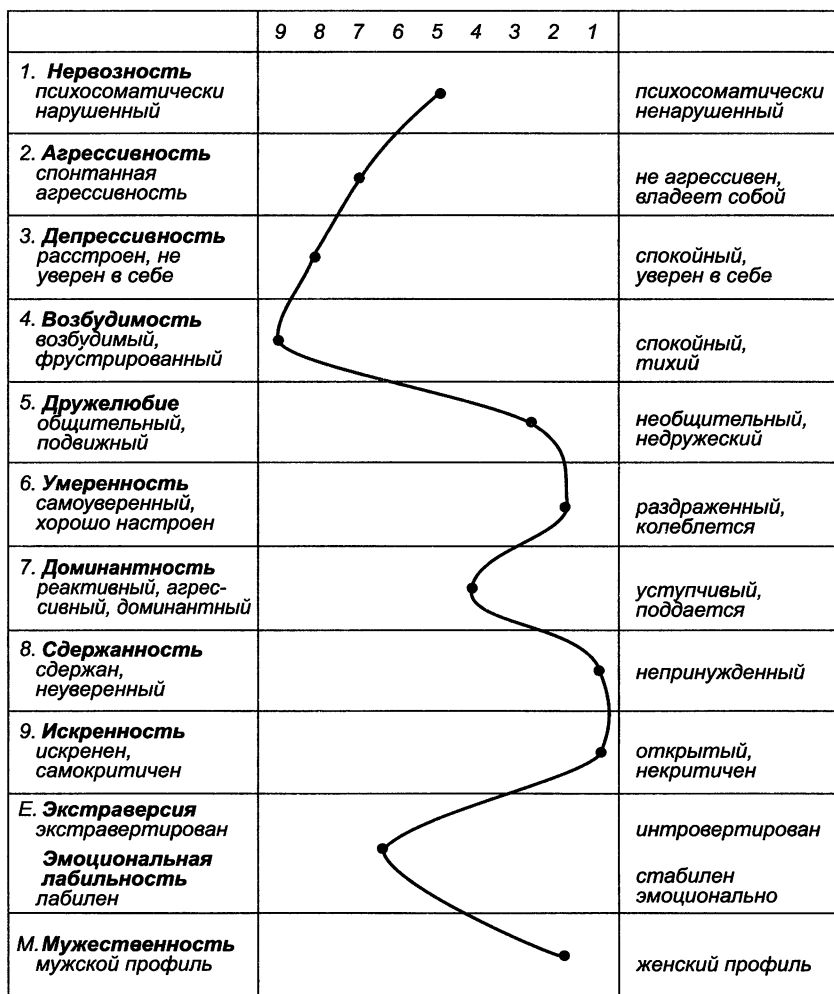 9 8 7 6 5 4 3 2 1
1. Нервозность
психосоматически
нарушенный
психосоматически
ненарушенный
2. Агрессивность
спонтанная
агрессивность
не агрессивен,
владеет собой
3. Депрессивность
расстроен, не
уверен в себе
спокойный,
уверен в себе
4. Возбудимость
возбудимый,
фрустрированный
спокойный,
тихий
5. Дружелюбие
общительный,
подвижный
необщительный,
недружеский
6. Умеренность
самоуверенный,
хорошо настроен
раздраженный,
колеблется
7. Доминантность
реактивный, агрес-
сивный, доминантный
уступчивый,
поддается
8. Сдержанность
сдержан,
неуверенный
непринужденный
9. Искренность
искренен,
самокритичен
открытый,
некритичен
Е. Экстраверсия
экстравертирован
интровертирован
Эмоциональная
лабильность
лабилен
стабилен
эмоционально
М. Мужественность
мужской профиль
женский профиль